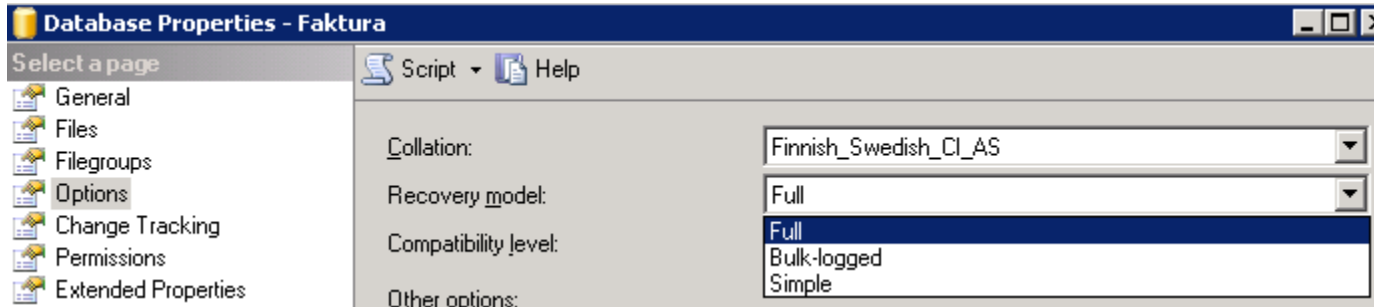 Database Properties - Faktura
Select a page
General
Files
Filegroups
Options
Change Tracking
Permissions
Extended Properties
Script
Help
Collation:
Finnish_Swedish_CI_AS
Recovery model:
Full
Compatibility level:
Full
Bulk-logged
Simple
Other options: